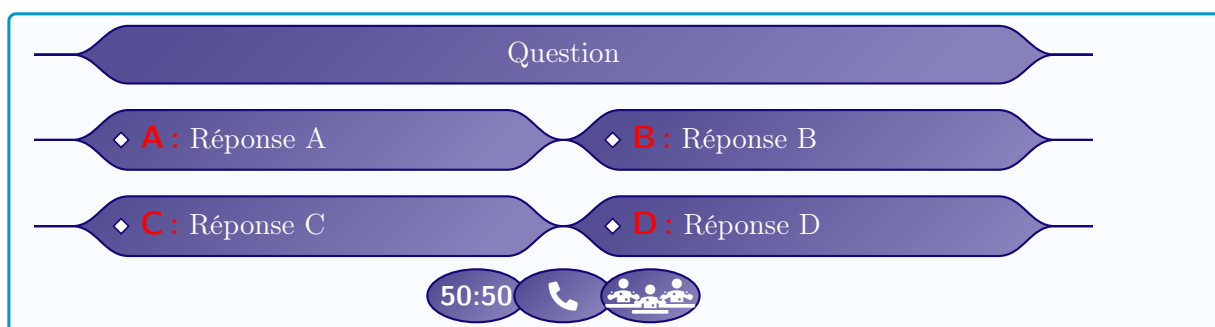 Question
A : Réponse A B : Réponse B
C : Réponse C D : Réponse D
50:50